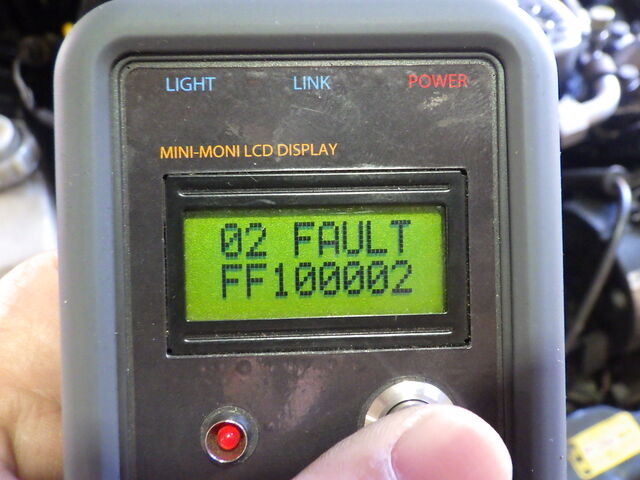 LIGHT LINK POWER
MINI-MONI LCD DISPLAY
02 FAULT
FF100002